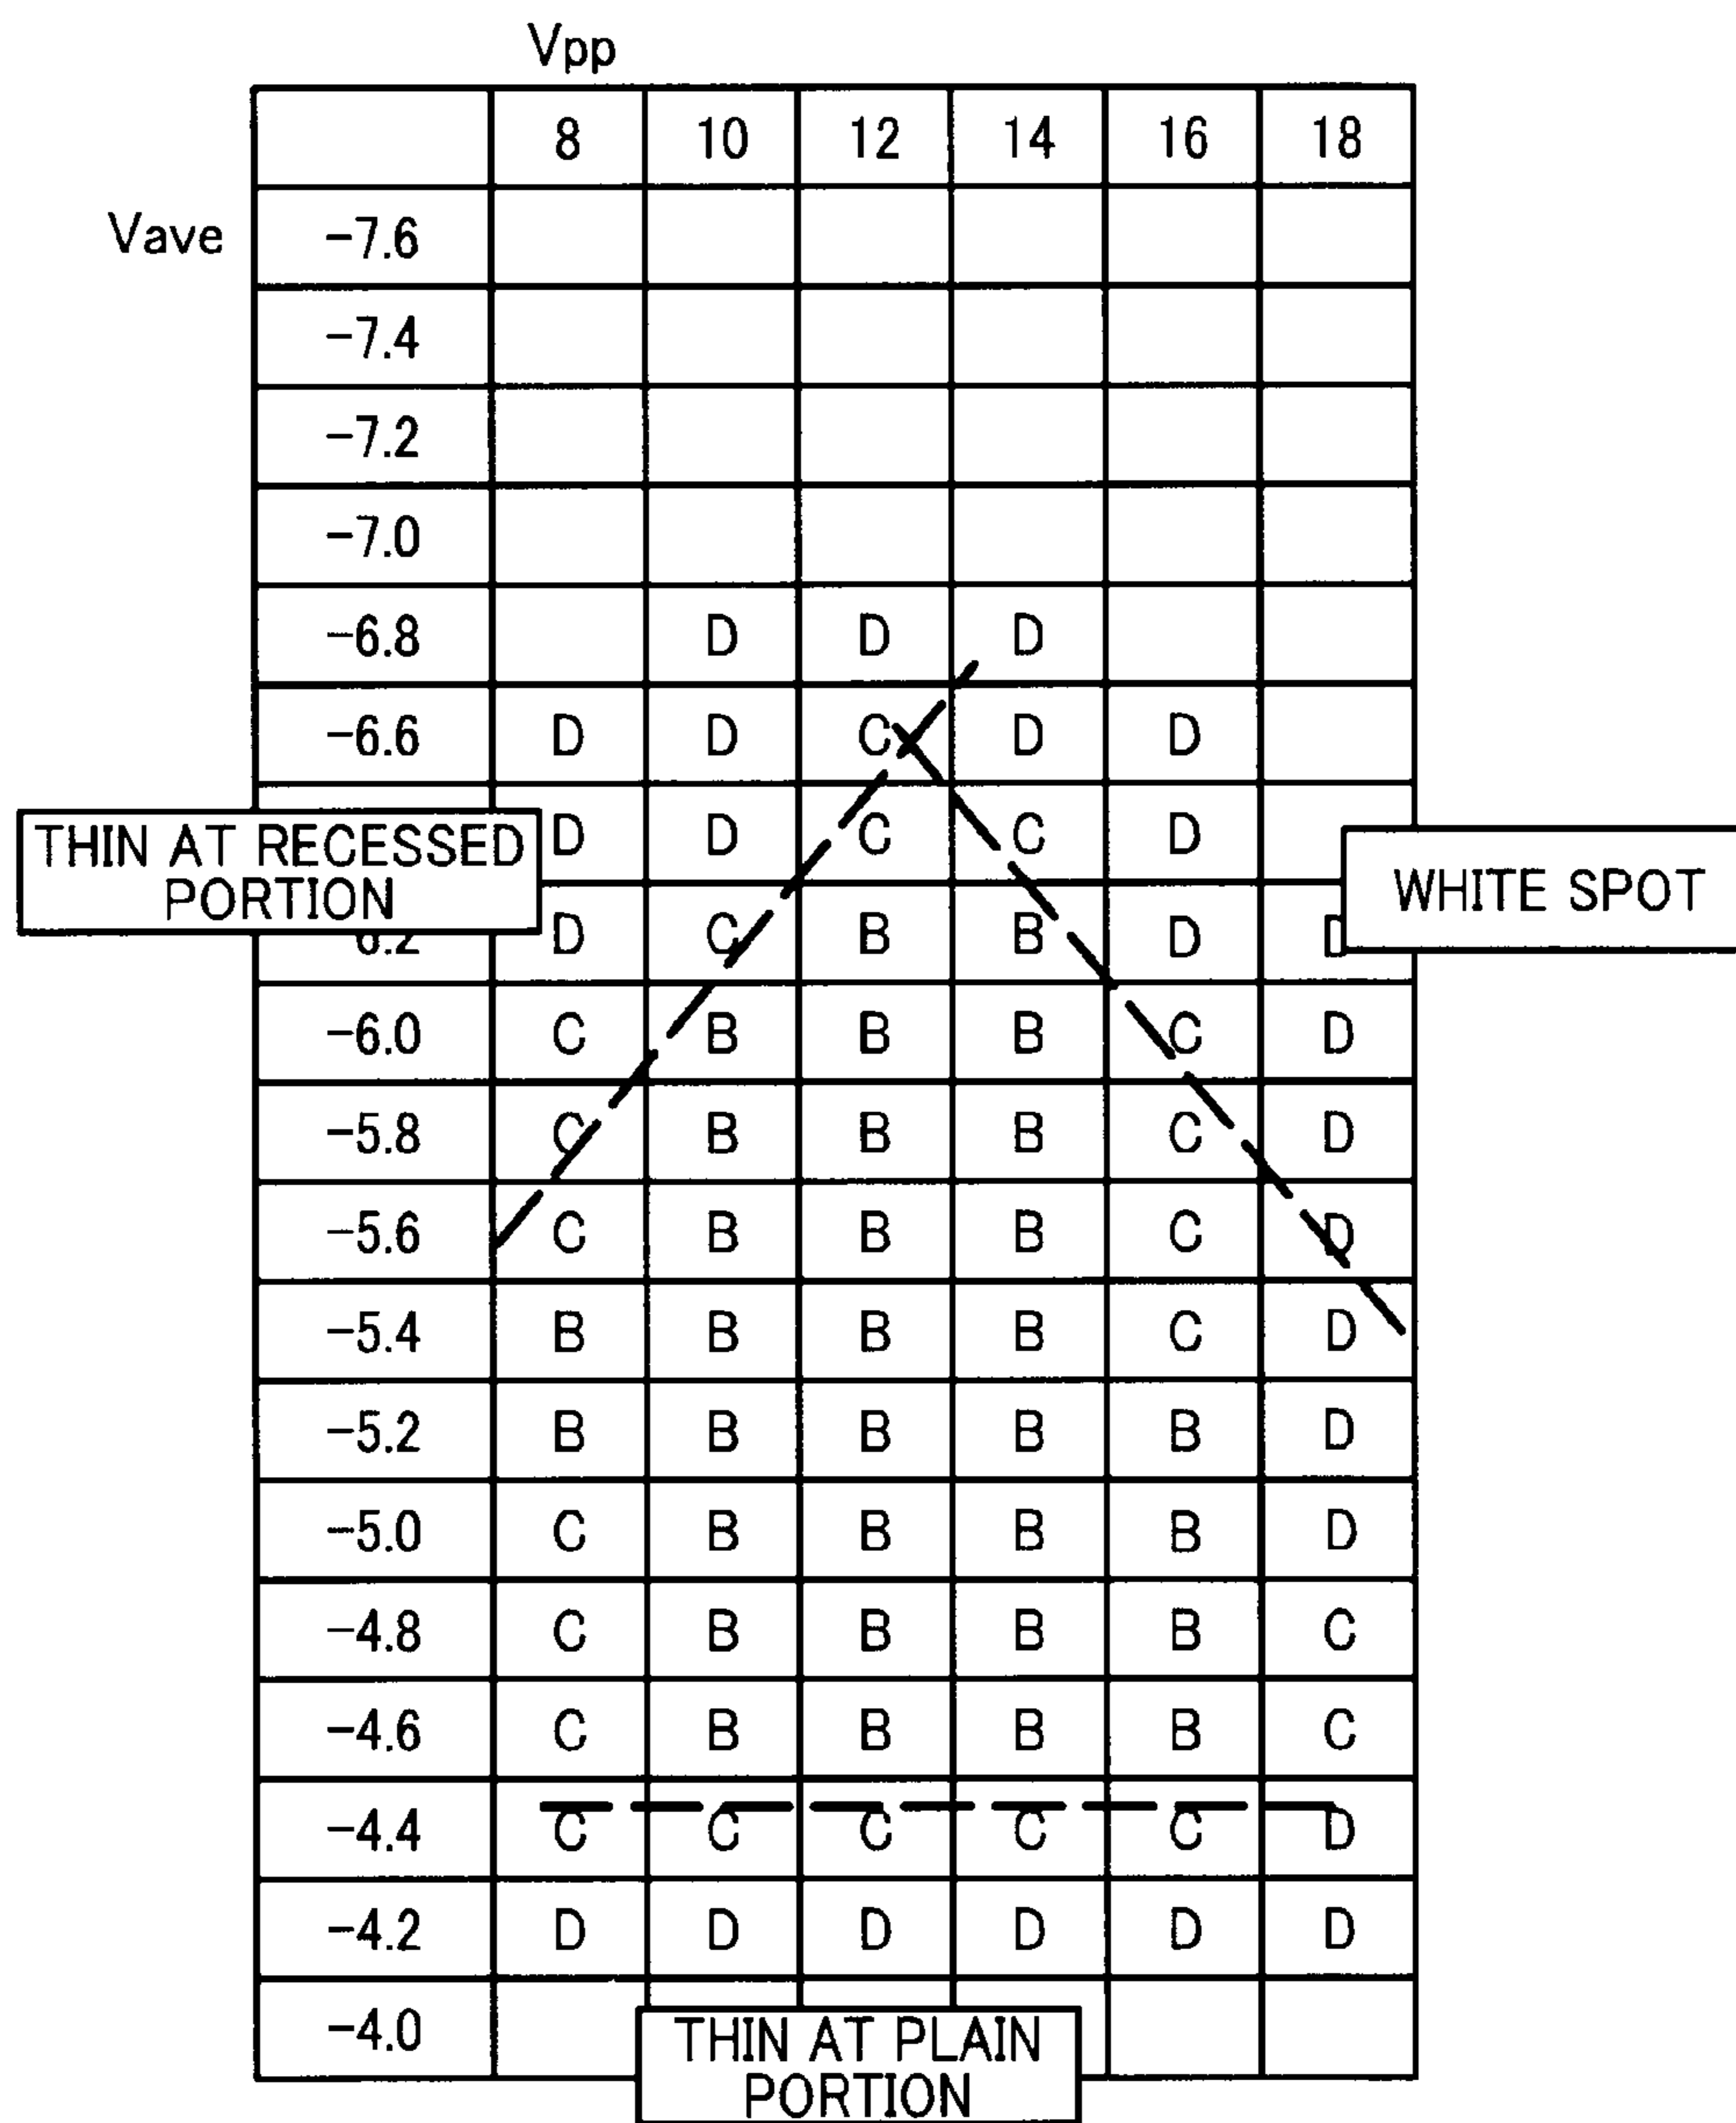 Vpp
8 10 12 14 16 18
Vave
-7.6
-7.4
-7.2
-7.0
-6.8 D D D
-6.6 D D C D D
D D C C D
THIN AT RECESSED
PORTION
WHITE SPOT
6.2 D C B B D D
-6.0 C B B B C D
-5.8 C B B B C D
-5.6 C B B B C D
-5.4 B B B B C D
-5.2 B B B B B D
-5.0 C B B B B D
-4.8 C B B B B C
-4.6 C B B B B C
-4.4 C C C C C D
-4.2 D D D D D D
-4.0
THIN AT PLAIN
PORTION